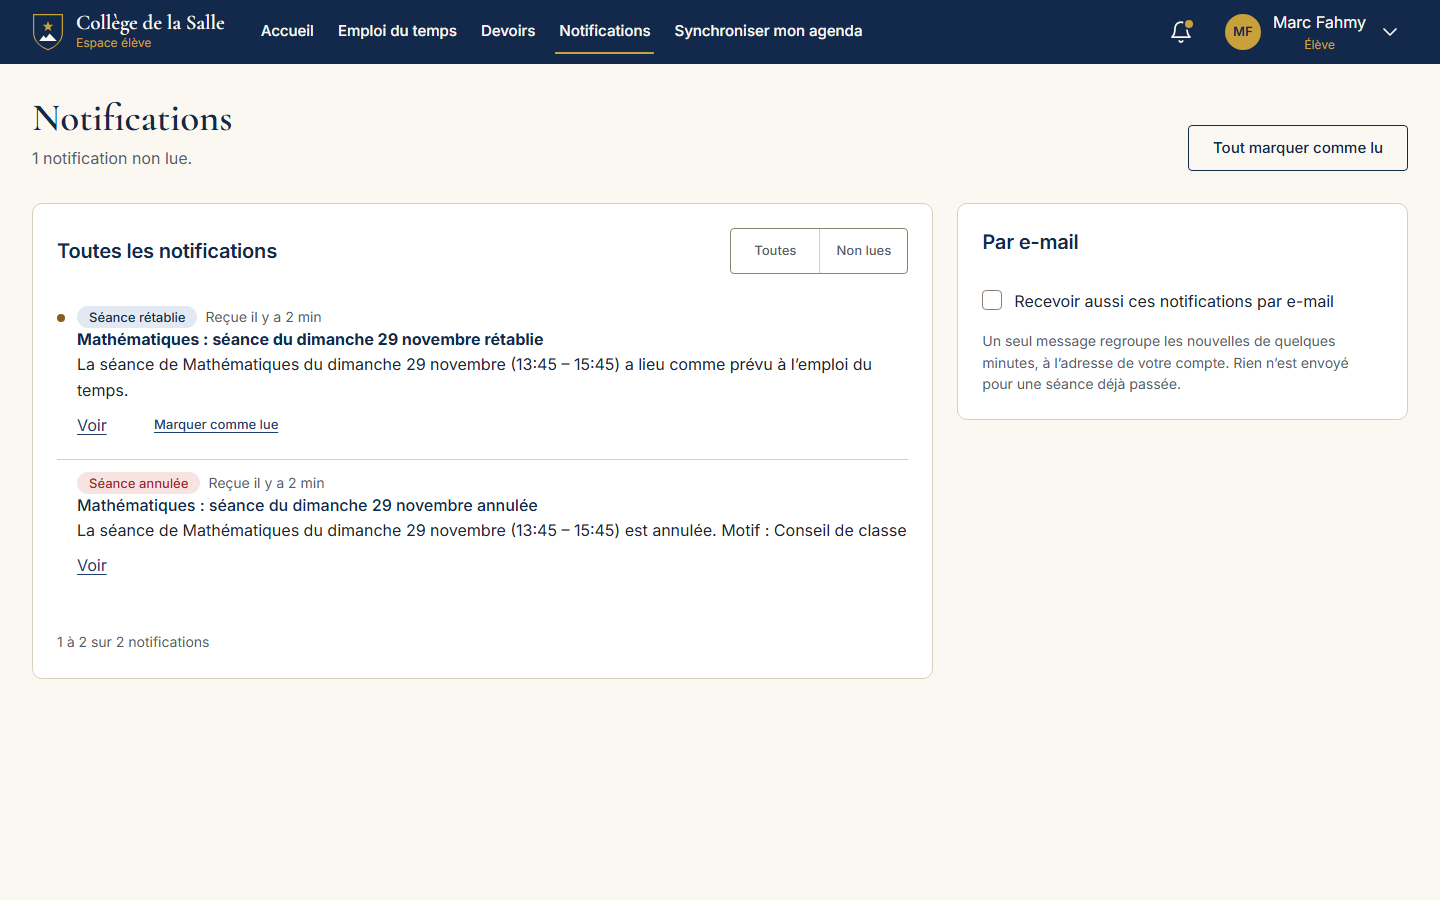 Collège de la Salle
Espace élève
Accueil
Emploi du temps
Devoirs
Notifications
Synchroniser mon agenda
MF
Marc Fahmy
Élève
Notifications
1 notification non lue.
Tout marquer comme lu
Toutes les notifications
Toutes
Non lues
Séance rétablie
Reçue il y a 2 min
Mathématiques : séance du dimanche 29 novembre rétablie
La séance de Mathématiques du dimanche 29 novembre (13:45 – 15:45) a lieu comme prévu à l’emploi du
temps.
Voir
Marquer comme lue
Séance annulée
Reçue il y a 2 min
Mathématiques : séance du dimanche 29 novembre annulée
La séance de Mathématiques du dimanche 29 novembre (13:45 – 15:45) est annulée. Motif : Conseil de classe
Voir
1 à 2 sur 2 notifications
Par e-mail
Recevoir aussi ces notifications par e-mail
Un seul message regroupe les nouvelles de quelques
minutes, à l’adresse de votre compte. Rien n’est envoyé
pour une séance déjà passée.